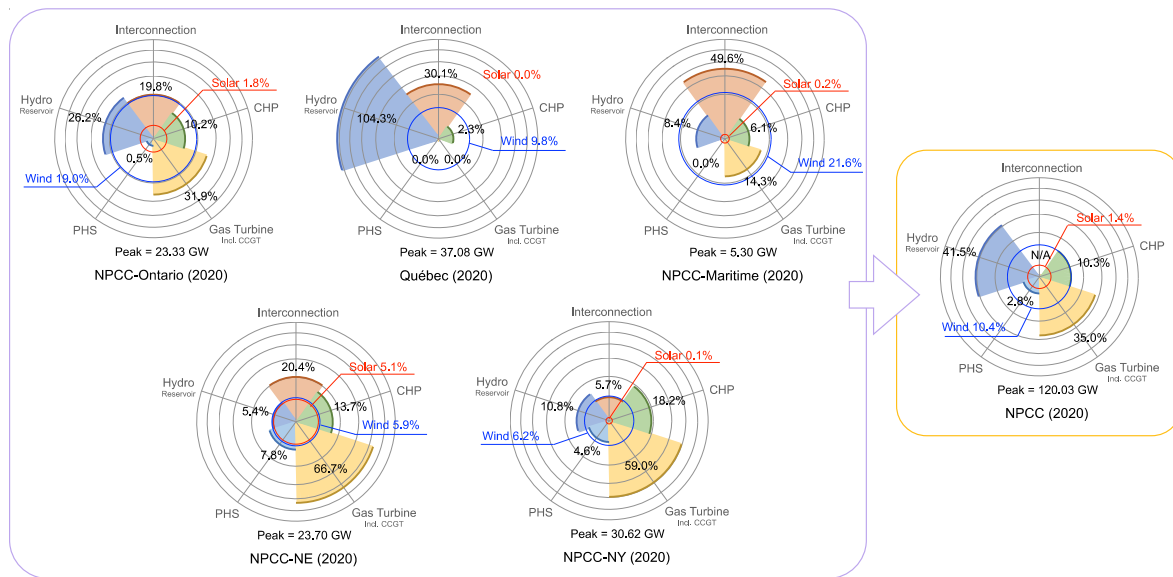 Interconnection
19.8%
Solar 1.8%
Hydro
Reservoir
26.2%
CHP
10.2%
0.5%
Wind 19.0%
31.9%
PHS
Gas Turbine
Incl. CCGT
Peak = 23.33 GW
NPCC-Ontario (2020)
Interconnection
30.1%
Solar 0.0%
Hydro
Reservoir
104.3%
CHP
2.3%
Wind 9.8%
0.0%
0.0%
PHS
Gas Turbine
Incl. CCGT
Peak = 37.08 GW
Québec (2020)
Interconnection
49.6%
Solar 0.2%
Hydro
Reservoir
8.4%
CHP
6.1%
0.0%
Wind 21.6%
14.3%
PHS
Gas Turbine
Incl. CCGT
Peak = 5.30 GW
NPCC-Maritime (2020)
Interconnection
20.4%
Solar 5.1%
Hydro
Reservoir
5.4%
CHP
13.7%
Wind 5.9%
7.8%
66.7%
PHS
Gas Turbine
Incl. CCGT
Peak = 23.70 GW
NPCC-NE (2020)
Interconnection
5.7%
Solar 0.1%
Hydro
Reservoir
10.8%
CHP
18.2%
Wind 6.2%
4.6%
59.0%
PHS
Gas Turbine
Incl. CCGT
Peak = 30.62 GW
NPCC-NY (2020)
Interconnection
N/A
Solar 1.4%
Hydro
Reservoir
41.5%
CHP
10.3%
2.8%
Wind 10.4%
35.0%
PHS
Gas Turbine
Incl. CCGT
Peak = 120.03 GW
NPCC (2020)